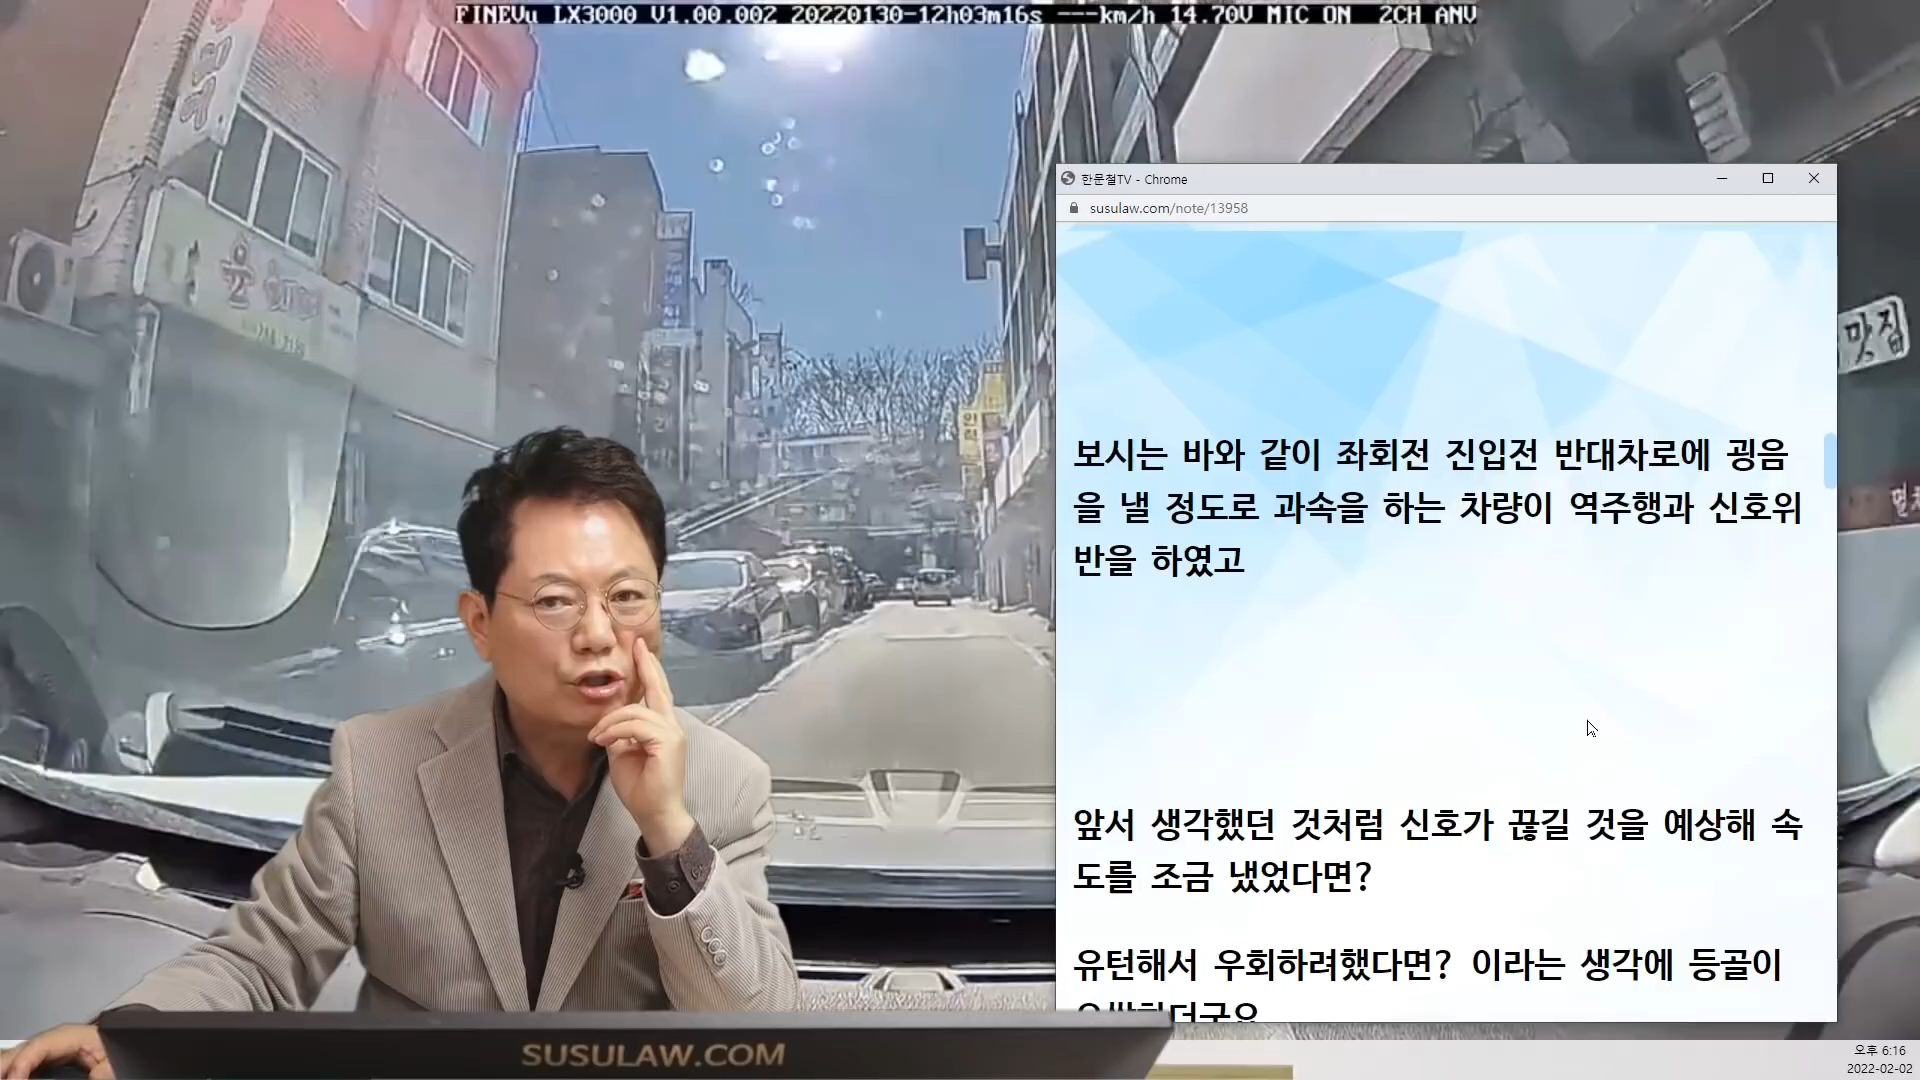 FINEVu LX3000 V1.00.002 20220130-12h03m16s ---km/h 14.70V MIC ON 2CH ANV
한문철TV - Chrome
susulaw.com/note/13958
보시는 바와 같이 좌회전 진입전 반대차로에 굉음
을 낼 정도로 과속을 하는 차량이 역주행과 신호위
반을 하였고
앞서 생각했던 것처럼 신호가 끊길 것을 예상해 속
도를 조금 냈었다면?
유턴해서 우회하려했다면? 이라는 생각에 등골이
맛집
SUSULAW.COM
오후 6:16
2022-02-02